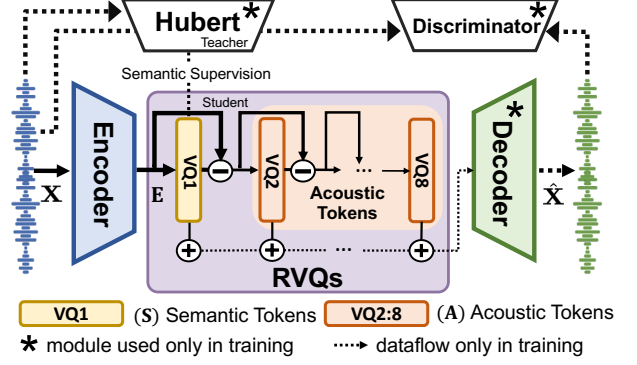 Hubert*
Teacher
Discriminator*
Semantic Supervision
Student
Encoder
VQ1
VQ2
...
VQ8
*Decoder
Acoustic
Tokens
X
E
X̂
...
RVQs
VQ1 (S) Semantic Tokens VQ2:8 (A) Acoustic Tokens
* module used only in training dataflow only in training